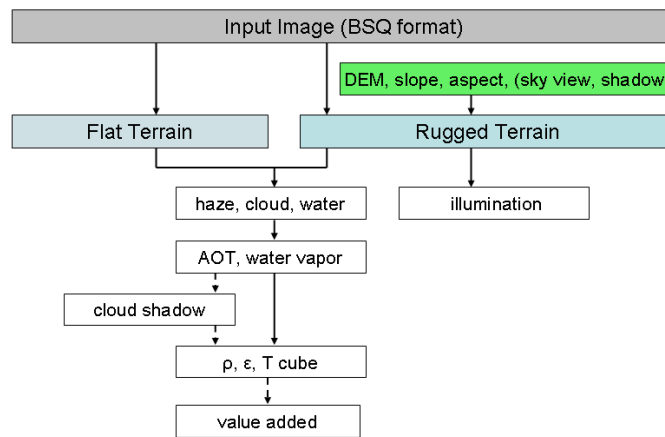 Input Image (BSQ format)
DEM, slope, aspect, (sky view, shadow
Flat Terrain
Rugged Terrain
haze, cloud, water
illumination
AOT, water vapor
cloud shadow
ρ, ε, T cube
value added